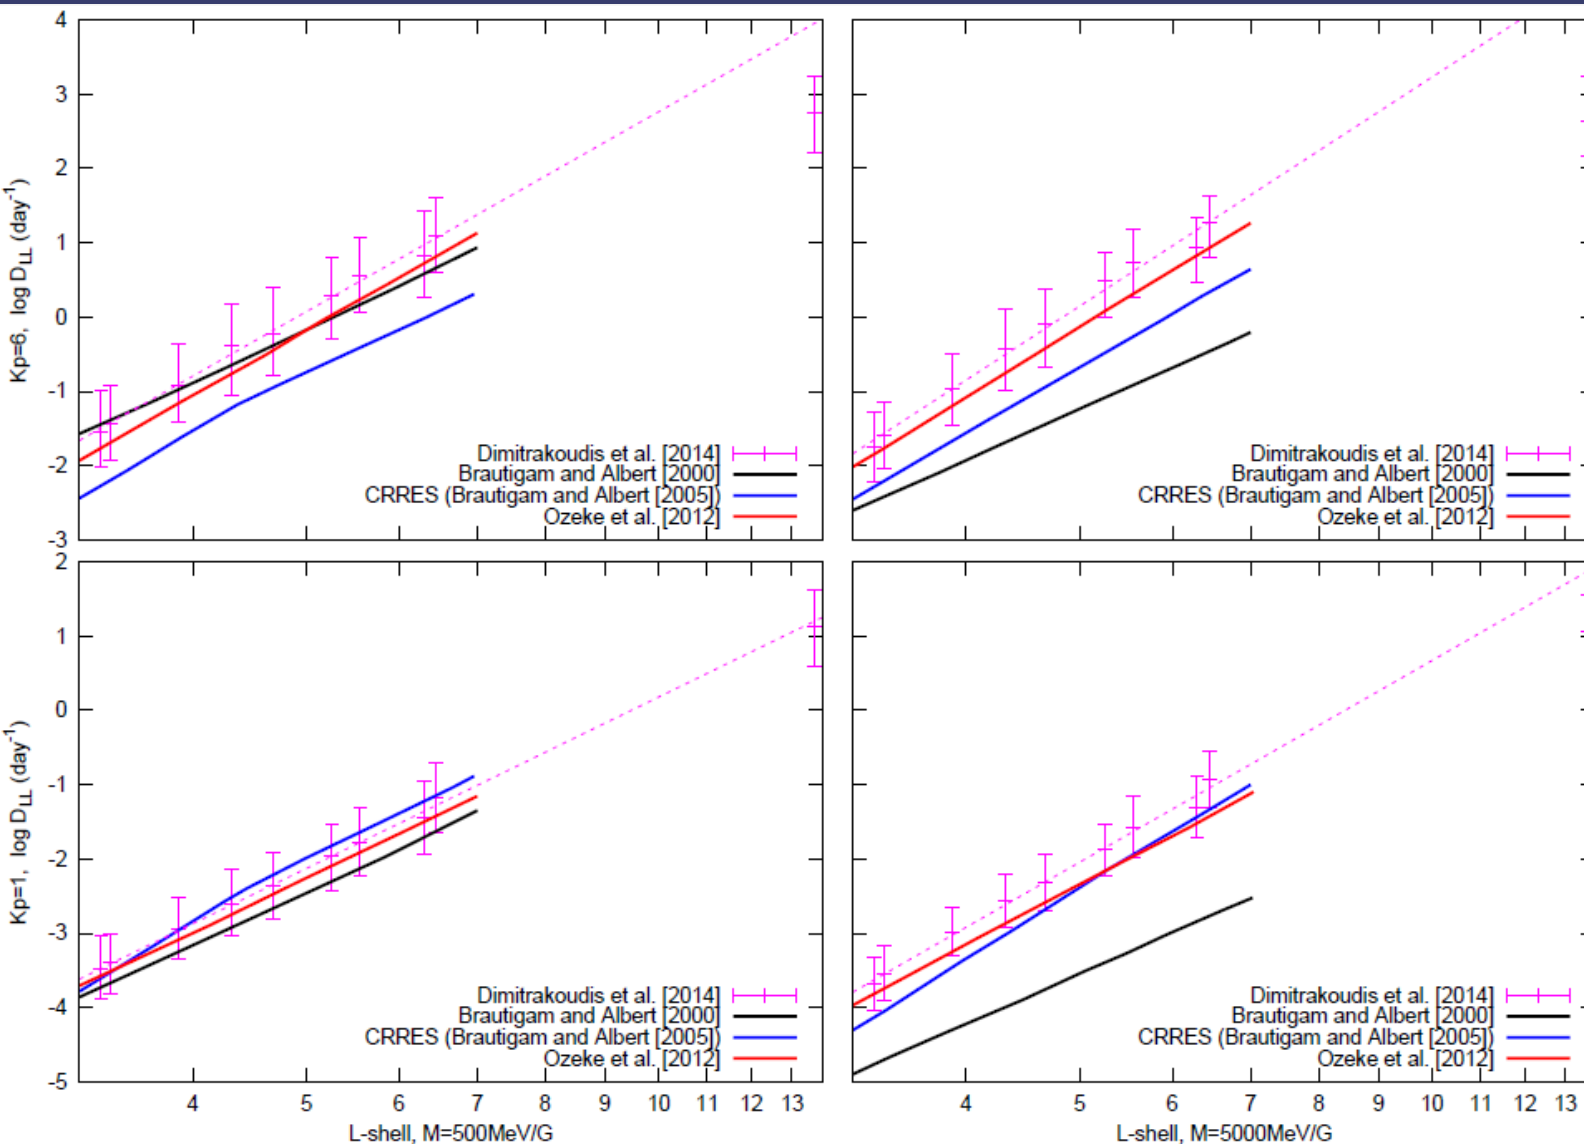 4
3
2
1
0
-1
-2
-3
Kp=6, log D_LL (day^-1)
Dimitrakoudis et al. [2014]
Brautigam and Albert [2000]
CRRES (Brautigam and Albert [2005])
Ozeke et al. [2012]
Dimitrakoudis et al. [2014]
Brautigam and Albert [2000]
CRRES (Brautigam and Albert [2005])
Ozeke et al. [2012]
2
1
0
-1
-2
-3
-4
-5
Kp=1, log D_LL (day^-1)
Dimitrakoudis et al. [2014]
Brautigam and Albert [2000]
CRRES (Brautigam and Albert [2005])
Ozeke et al. [2012]
4 5 6 7 8 9 10 11 12 13
L-shell, M=500MeV/G
Dimitrakoudis et al. [2014]
Brautigam and Albert [2000]
CRRES (Brautigam and Albert [2005])
Ozeke et al. [2012]
4 5 6 7 8 9 10 11 12 13
L-shell, M=5000MeV/G